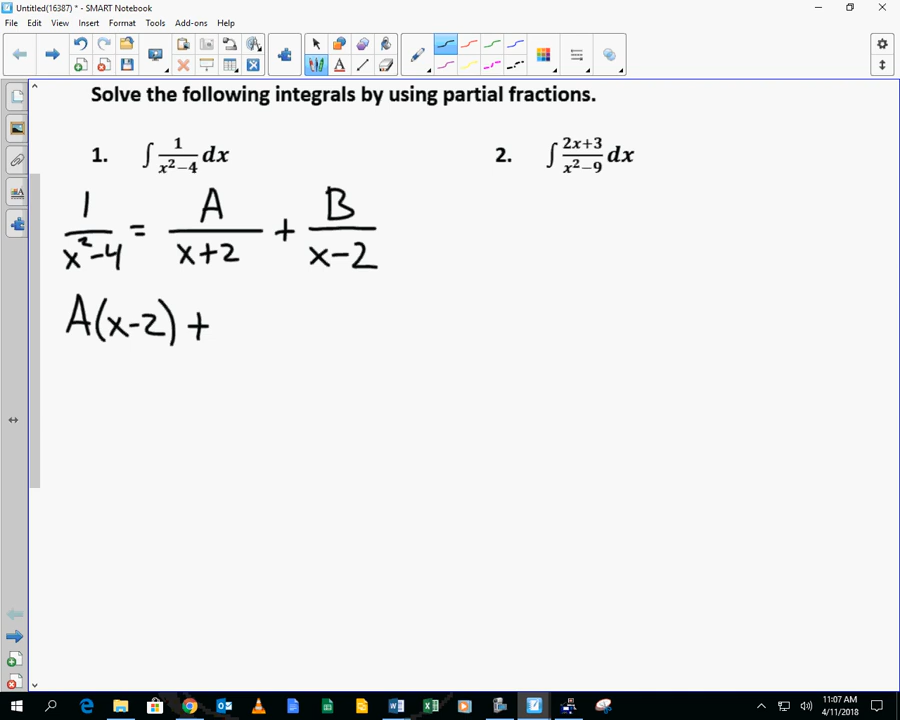 Untitled(16387) * - SMART Notebook
File Edit View Insert Format Tools Add-ons Help
Solve the following integrals by using partial fractions.
1. ∫ 1/(x²−4) dx
2. ∫ (2x+3)/(x²−9) dx
1/(x²−4) = A/(x+2) + B/(x−2)
A(x−2) +
11:07 AM
4/11/2018